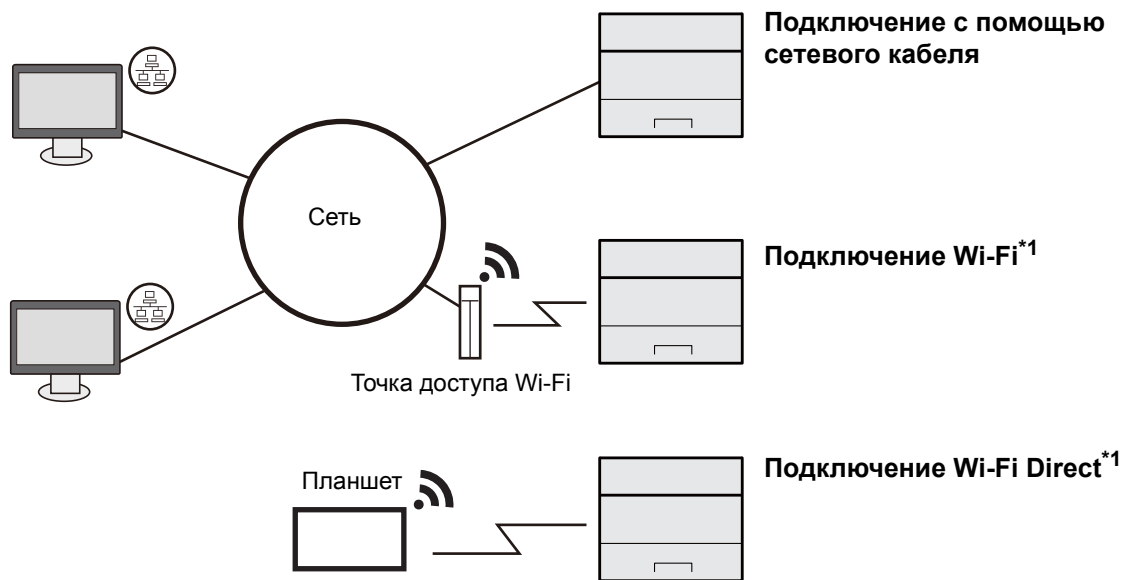 Подключение с помощью
сетевого кабеля
Сеть
Подключение Wi-Fi*1
Точка доступа Wi-Fi
Подключение Wi-Fi Direct*1
Планшет